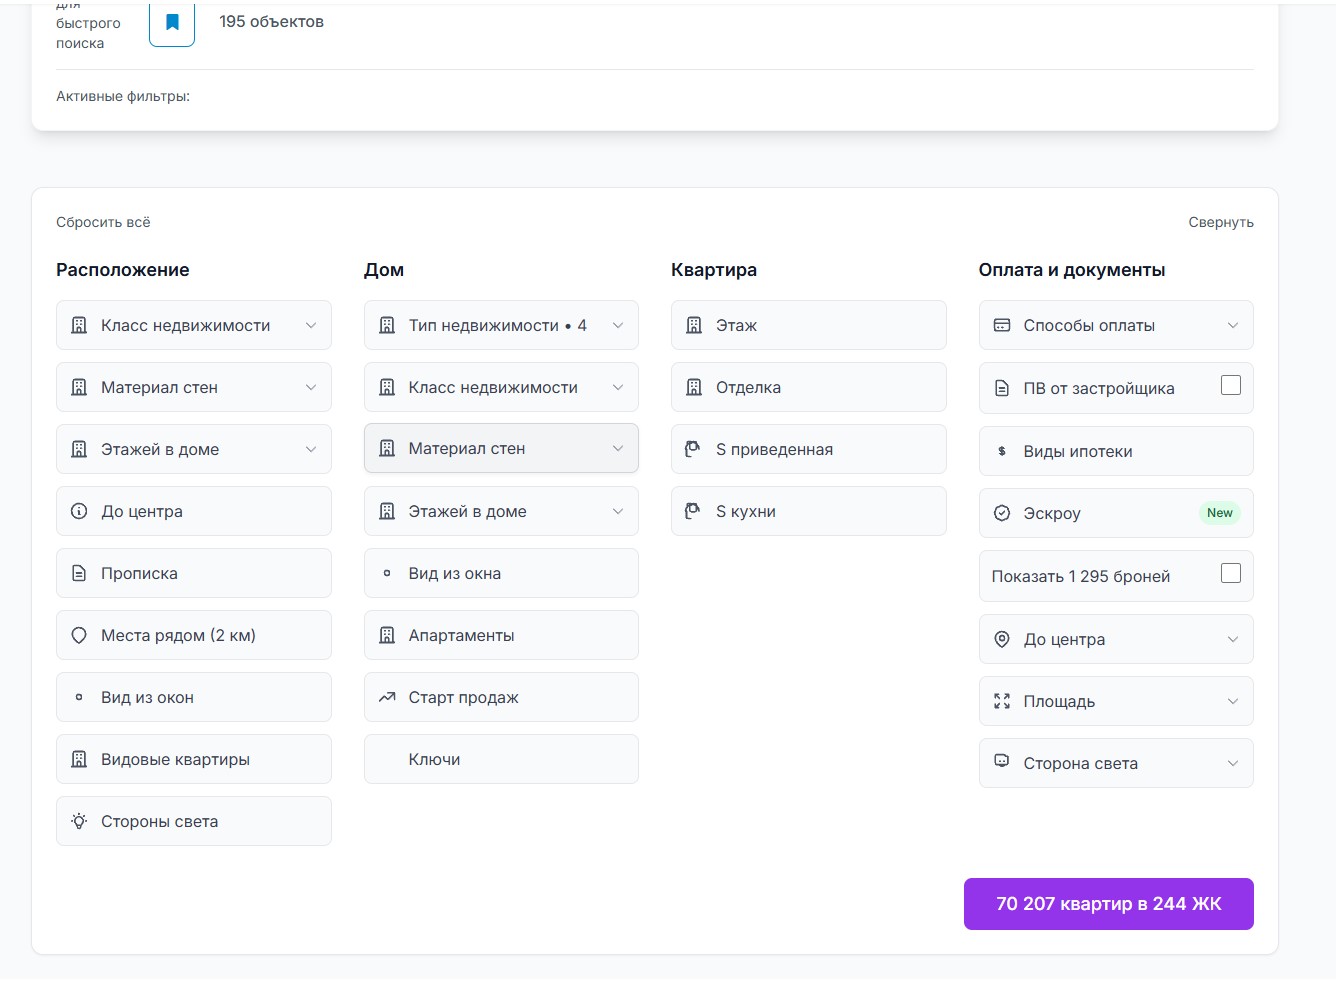 для
быстрого
поиска
195 объектов
Активные фильтры:
Сбросить всё
Свернуть
Расположение
Класс недвижимости
Материал стен
Этажей в доме
До центра
Прописка
Места рядом (2 км)
Вид из окон
Видовые квартиры
Стороны света
Дом
Тип недвижимости • 4
Класс недвижимости
Материал стен
Этажей в доме
Вид из окна
Апартаменты
Старт продаж
Ключи
Квартира
Этаж
Отделка
S приведенная
S кухни
Оплата и документы
Способы оплаты
ПВ от застройщика
Виды ипотеки
Эскроу New
Показать 1 295 броней
До центра
Площадь
Сторона света
70 207 квартир в 244 ЖК